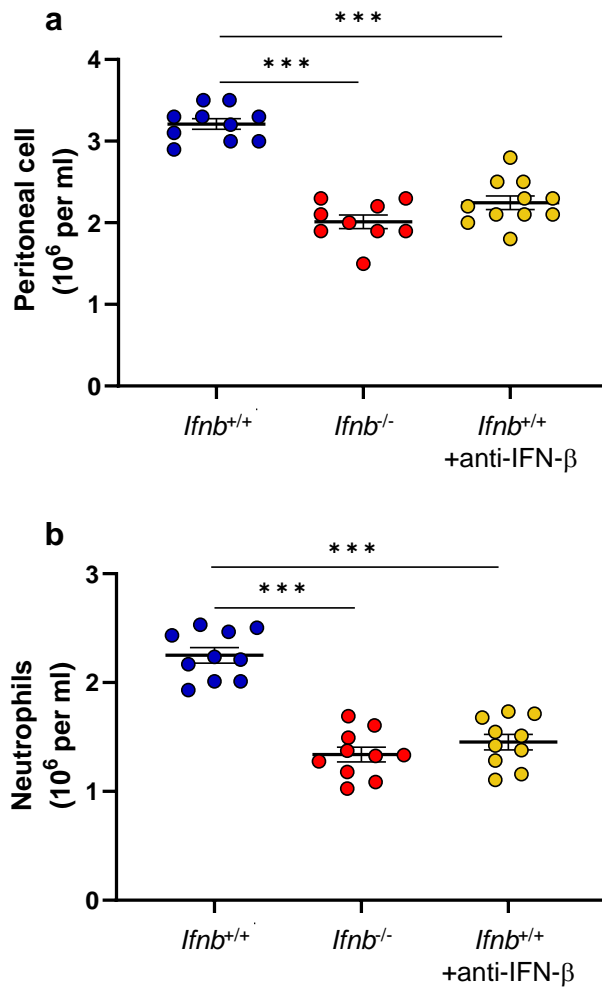 a
***
***
Peritoneal cell
(10⁶ per ml)
4
3
2
1
0
Ifnb⁺/⁺
Ifnb⁻/⁻
Ifnb⁺/⁺
+anti-IFN-β
b
***
***
Neutrophils
(10⁶ per ml)
3
2
1
0
Ifnb⁺/⁺
Ifnb⁻/⁻
Ifnb⁺/⁺
+anti-IFN-β